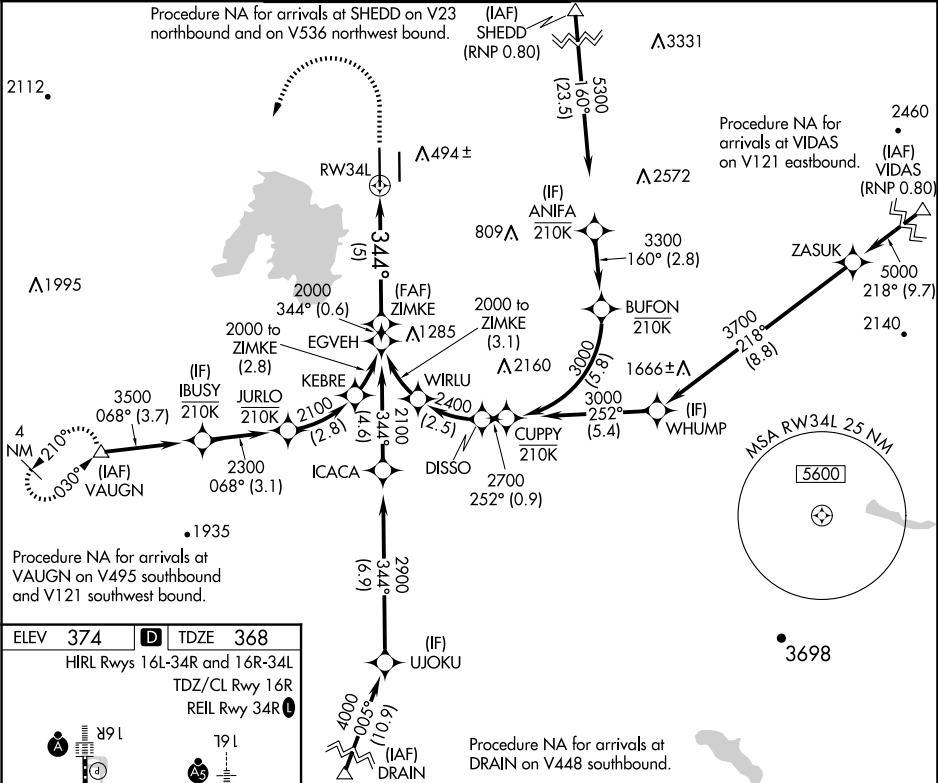 Procedure NA for arrivals at SHEDD on V23
northbound and on V536 northwest bound.
(IAF)
SHEDD
(RNP 0.80)
3331
5300
160°
(23.5)
2112
2460
Procedure NA for
arrivals at VIDAS
on V121 eastbound.
(IAF)
VIDAS
(RNP 0.80)
494±
RW34L
2572
(IF)
ANIFA
210K
809
3300
160° (2.8)
ZASUK
5000
218° (9.7)
344°
(5)
1995
2000
344° (0.6)
(FAF)
ZIMKE
2000 to
ZIMKE
(3.1)
BUFON
210K
2140
3700
218°
(8.8)
2000 to
ZIMKE
(2.8)
EGVEH
1285
2160
3000
(5.8)
1666±
(IF)
IBUSY
210K
JURLO
210K
KEBRE
WIRLU
3500
068° (3.7)
2100
(2.8)
2100
344°
(4.6)
2400
(2.5)
3000
252°
(5.4)
(IF)
WHUMP
CUPPY
210K
DISSO
2700
252° (0.9)
4
NM
210°
030°
(IAF)
VAUGN
2300
068° (3.1)
ICACA
MSA RW34L 25 NM
5600
1935
Procedure NA for arrivals at
VAUGN on V495 southbound
and V121 southwest bound.
2900
344°
(6.9)
(IF)
UJOKU
3698
ELEV 374 D TDZE 368
HIRL Rwys 16L-34R and 16R-34L
TDZ/CL Rwy 16R
REIL Rwy 34R L
4000
005°
(10.9)
(IAF)
DRAIN
Procedure NA for arrivals at
DRAIN on V448 southbound.
A
16R
P
A5
16L